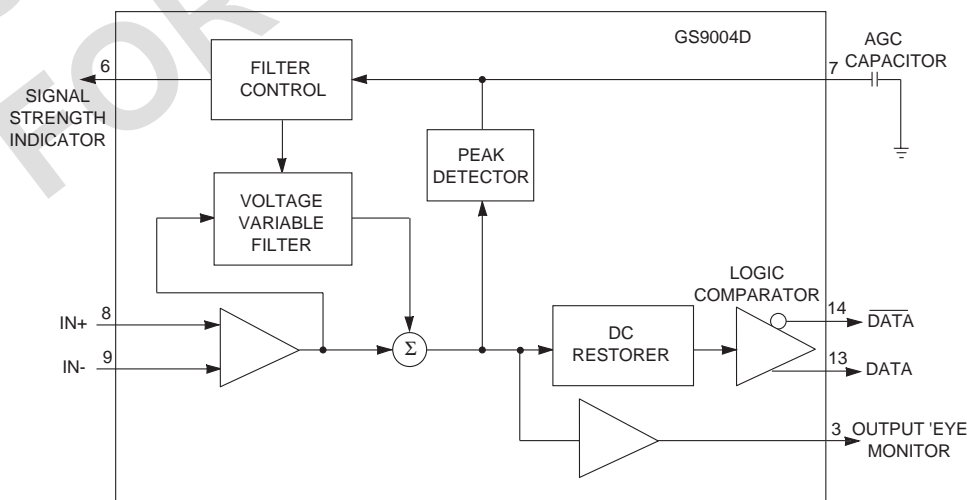 GS9004D
AGC
CAPACITOR
7
6
FILTER
CONTROL
SIGNAL
STRENGTH
INDICATOR
PEAK
DETECTOR
VOLTAGE
VARIABLE
FILTER
LOGIC
COMPARATOR
IN+
8
14
DATA
IN-
9
Σ
DC
RESTORER
13
DATA
3
OUTPUT 'EYE
MONITOR
FOR